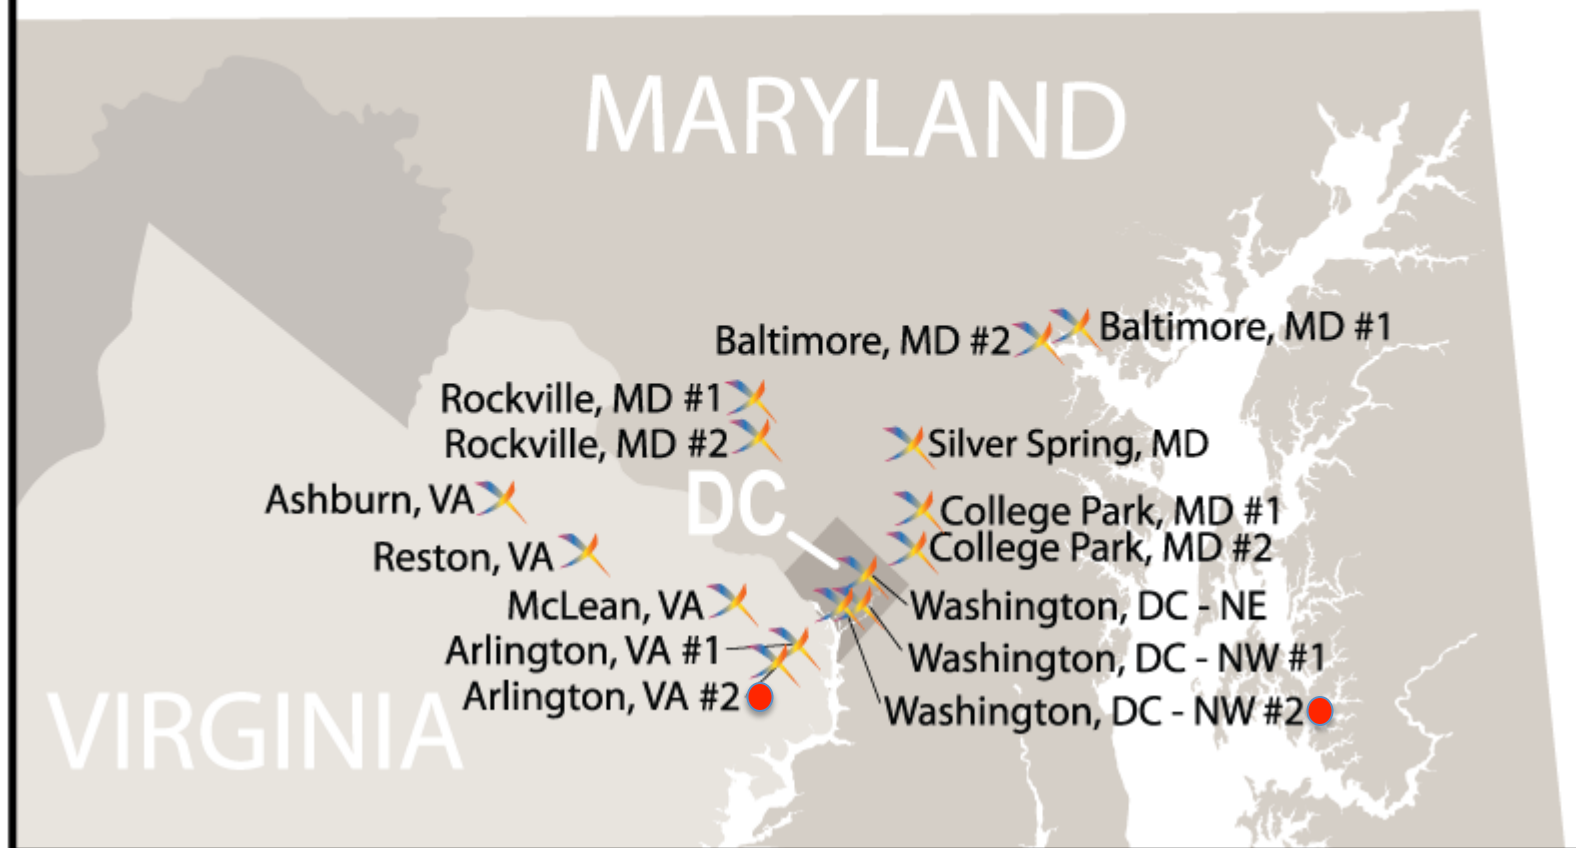 MARYLAND
Baltimore, MD #1
Baltimore, MD #2
Rockville, MD #1
Rockville, MD #2
Silver Spring, MD
DC
Ashburn, VA
College Park, MD #1
College Park, MD #2
Reston, VA
McLean, VA
Washington, DC - NE
Arlington, VA #1
Washington, DC - NW #1
Arlington, VA #2
Washington, DC - NW #2
VIRGINIA